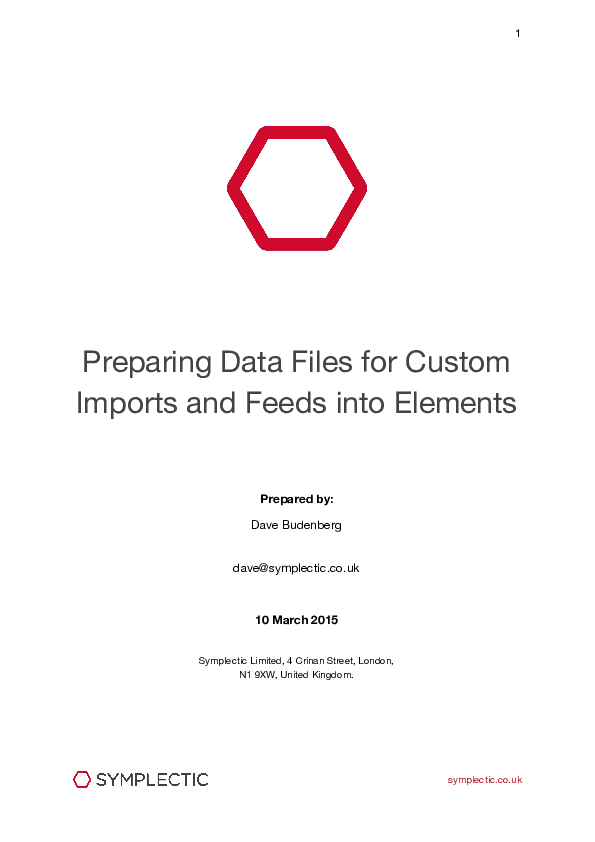 1
Preparing Data Files for Custom
Imports and Feeds into Elements
Prepared by:
Dave Budenberg
dave@symplectic.co.uk
10 March 2015
Symplectic Limited, 4 Crinan Street, London,
N1 9XW, United Kingdom.
SYMPLECTIC
symplectic.co.uk